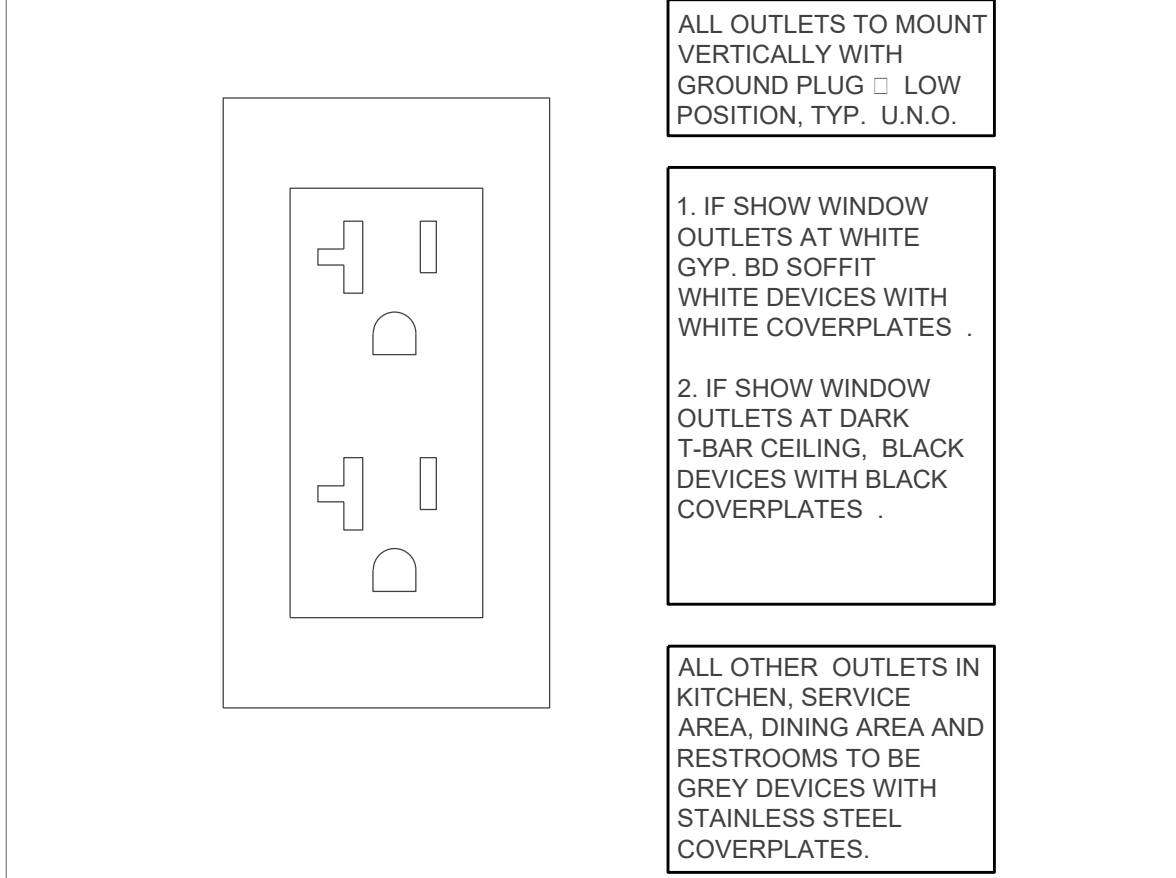 ALL OUTLETS TO MOUNT
VERTICALLY WITH
GROUND PLUG □ LOW
POSITION, TYP. U.N.O.
1. IF SHOW WINDOW
OUTLETS AT WHITE
GYP. BD SOFFIT
WHITE DEVICES WITH
WHITE COVERPLATES .
2. IF SHOW WINDOW
OUTLETS AT DARK
T-BAR CEILING, BLACK
DEVICES WITH BLACK
COVERPLATES .
ALL OTHER OUTLETS IN
KITCHEN, SERVICE
AREA, DINING AREA AND
RESTROOMS TO BE
GREY DEVICES WITH
STAINLESS STEEL
COVERPLATES.